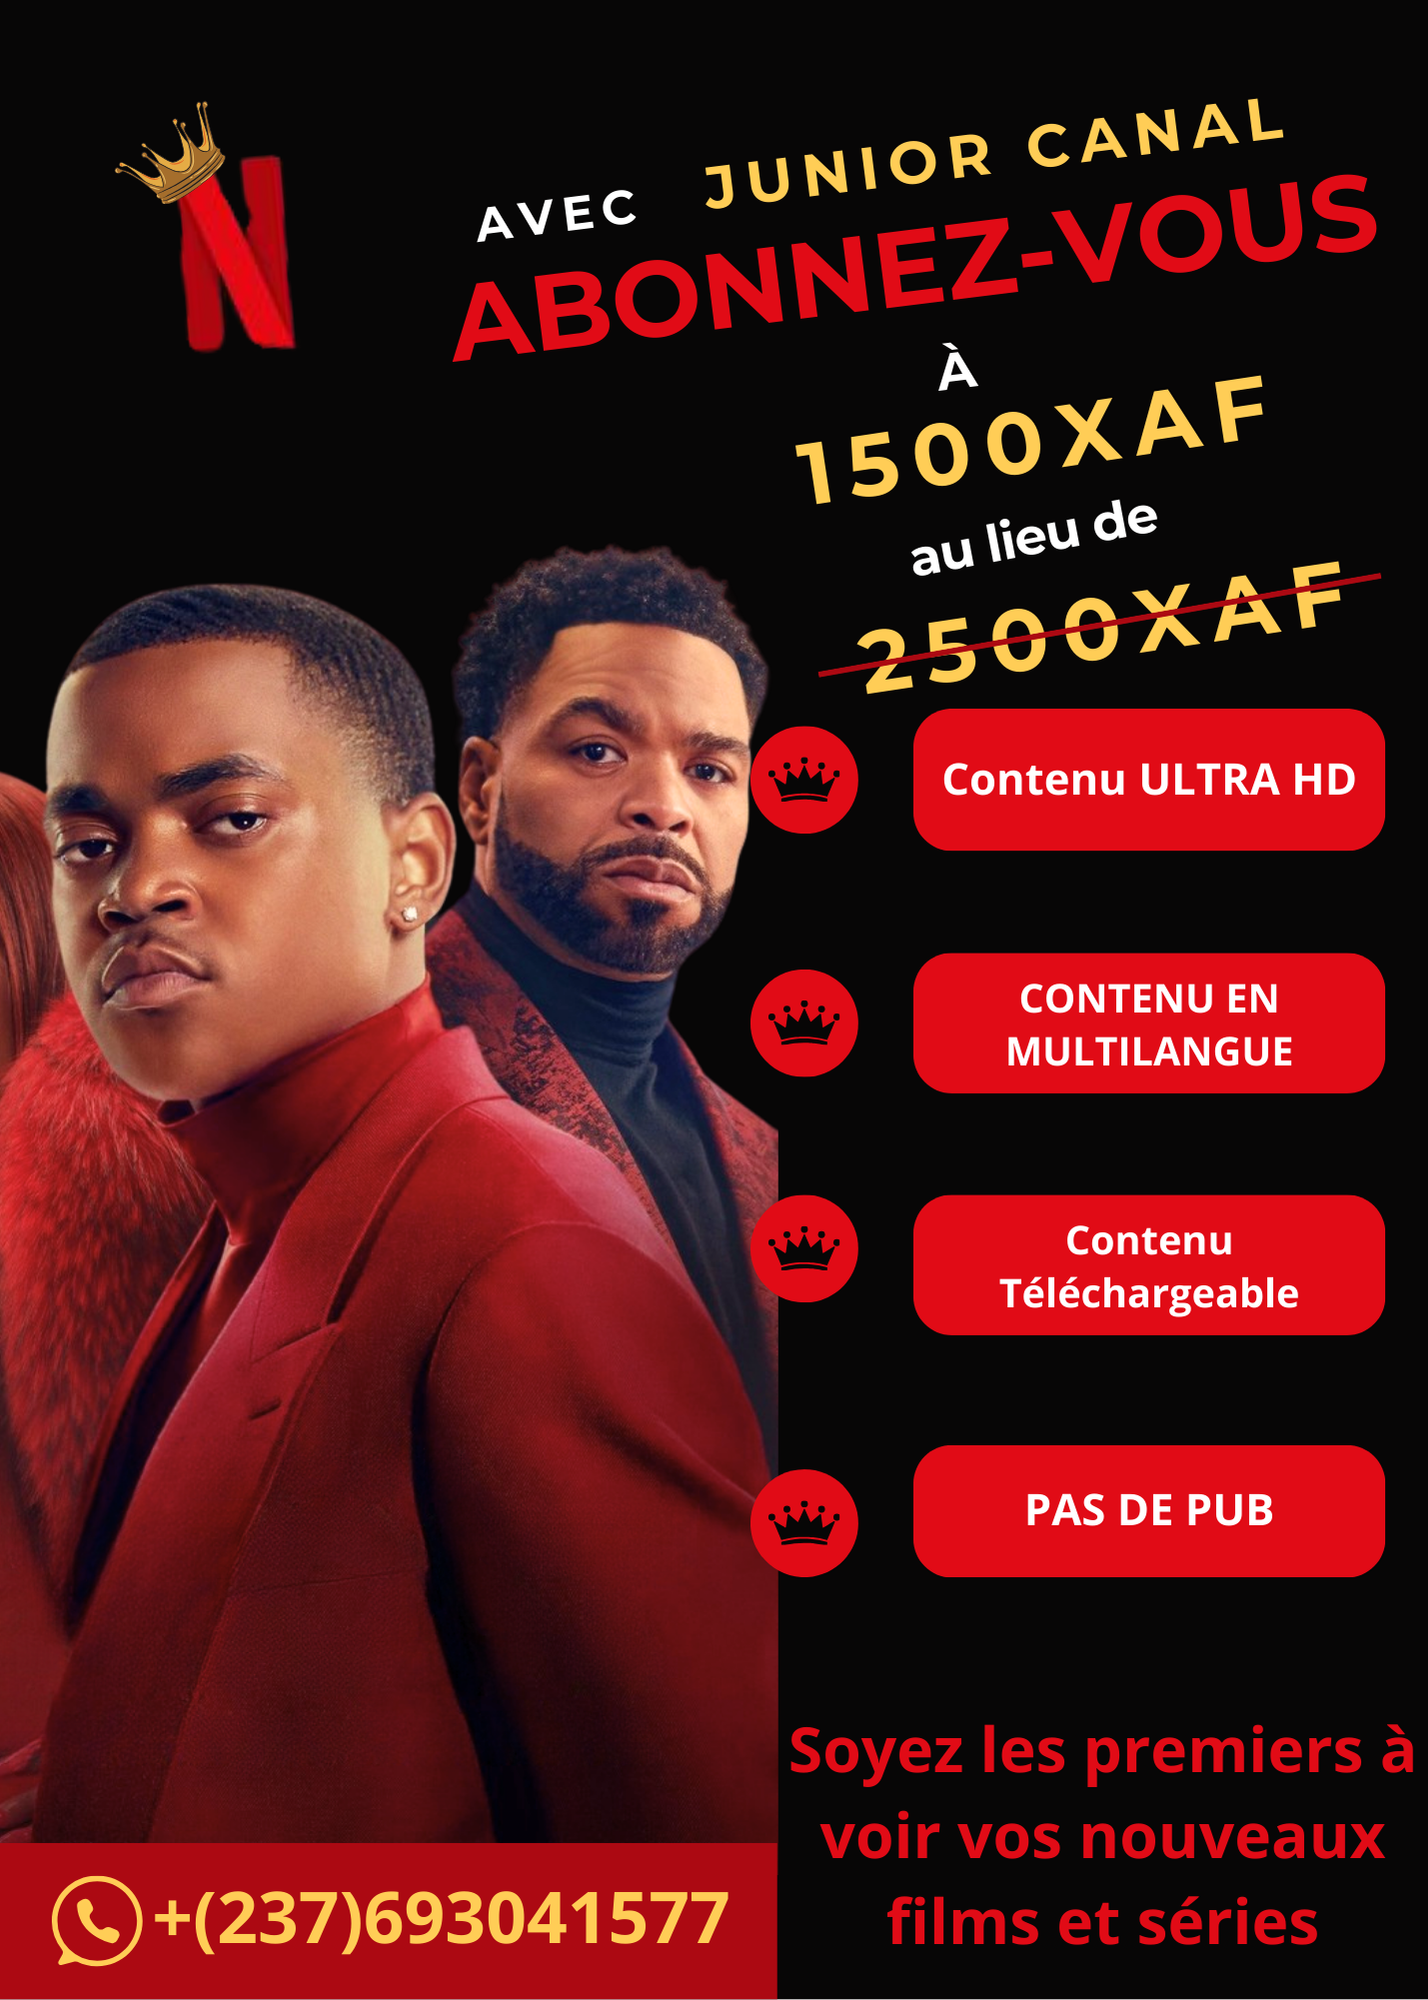 N
AVEC JUNIOR CANAL
ABONNEZ-VOUS
À
1500XAF
au lieu de
2500XAF
Contenu ULTRA HD
CONTENU EN
MULTILANGUE
Contenu
Téléchargeable
PAS DE PUB
Soyez les premiers à
voir vos nouveaux
films et séries
+(237)693041577